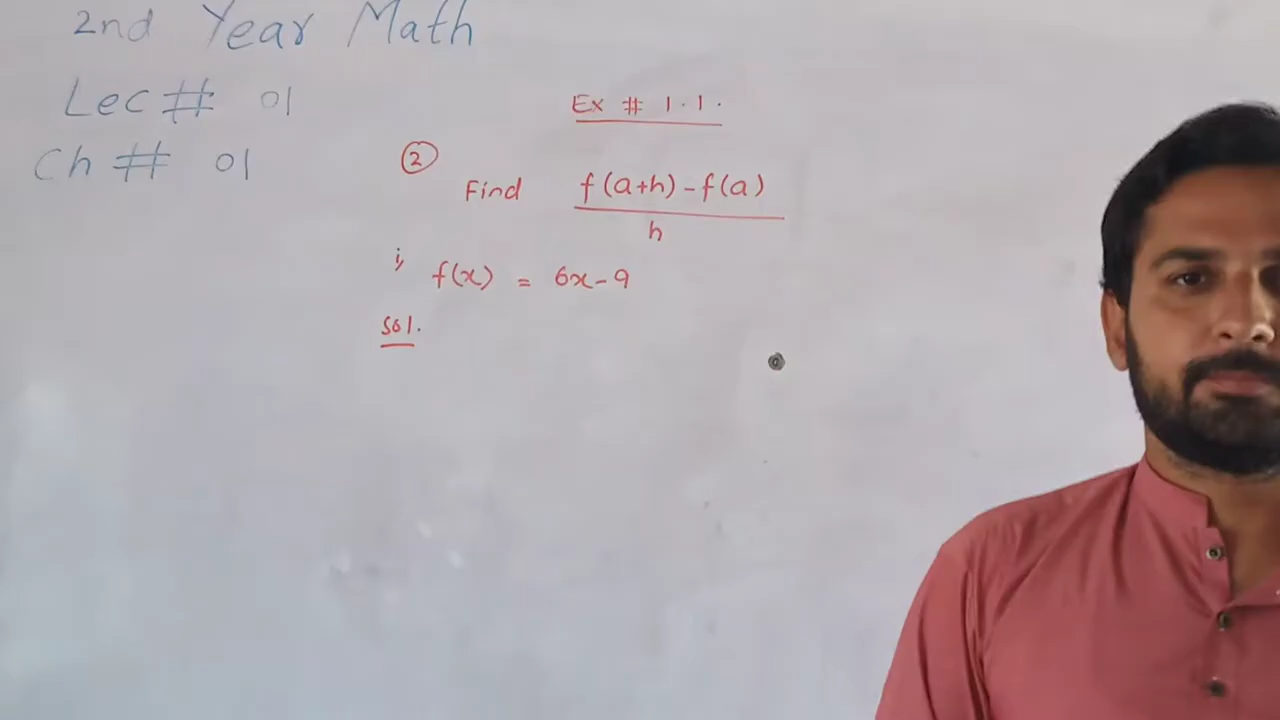 2nd Year Math
Lec # 01
Ch # 01
Ex # 1.1.
②
Find f(a+h)-f(a)
h
i, f(x) = 6x-9
Sol.